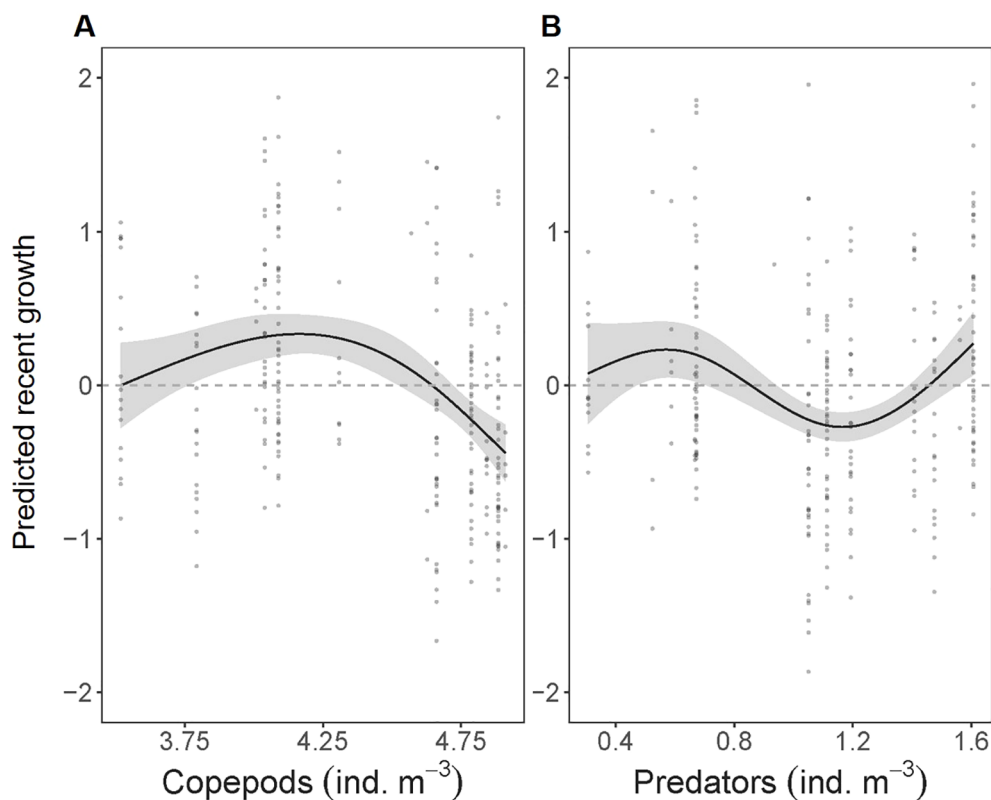 A
B
Predicted recent growth
2
1
0
−1
−2
2
1
0
−1
−2
3.75 4.25 4.75
0.4 0.8 1.2 1.6
Copepods (ind. m⁻³)
Predators (ind. m⁻³)